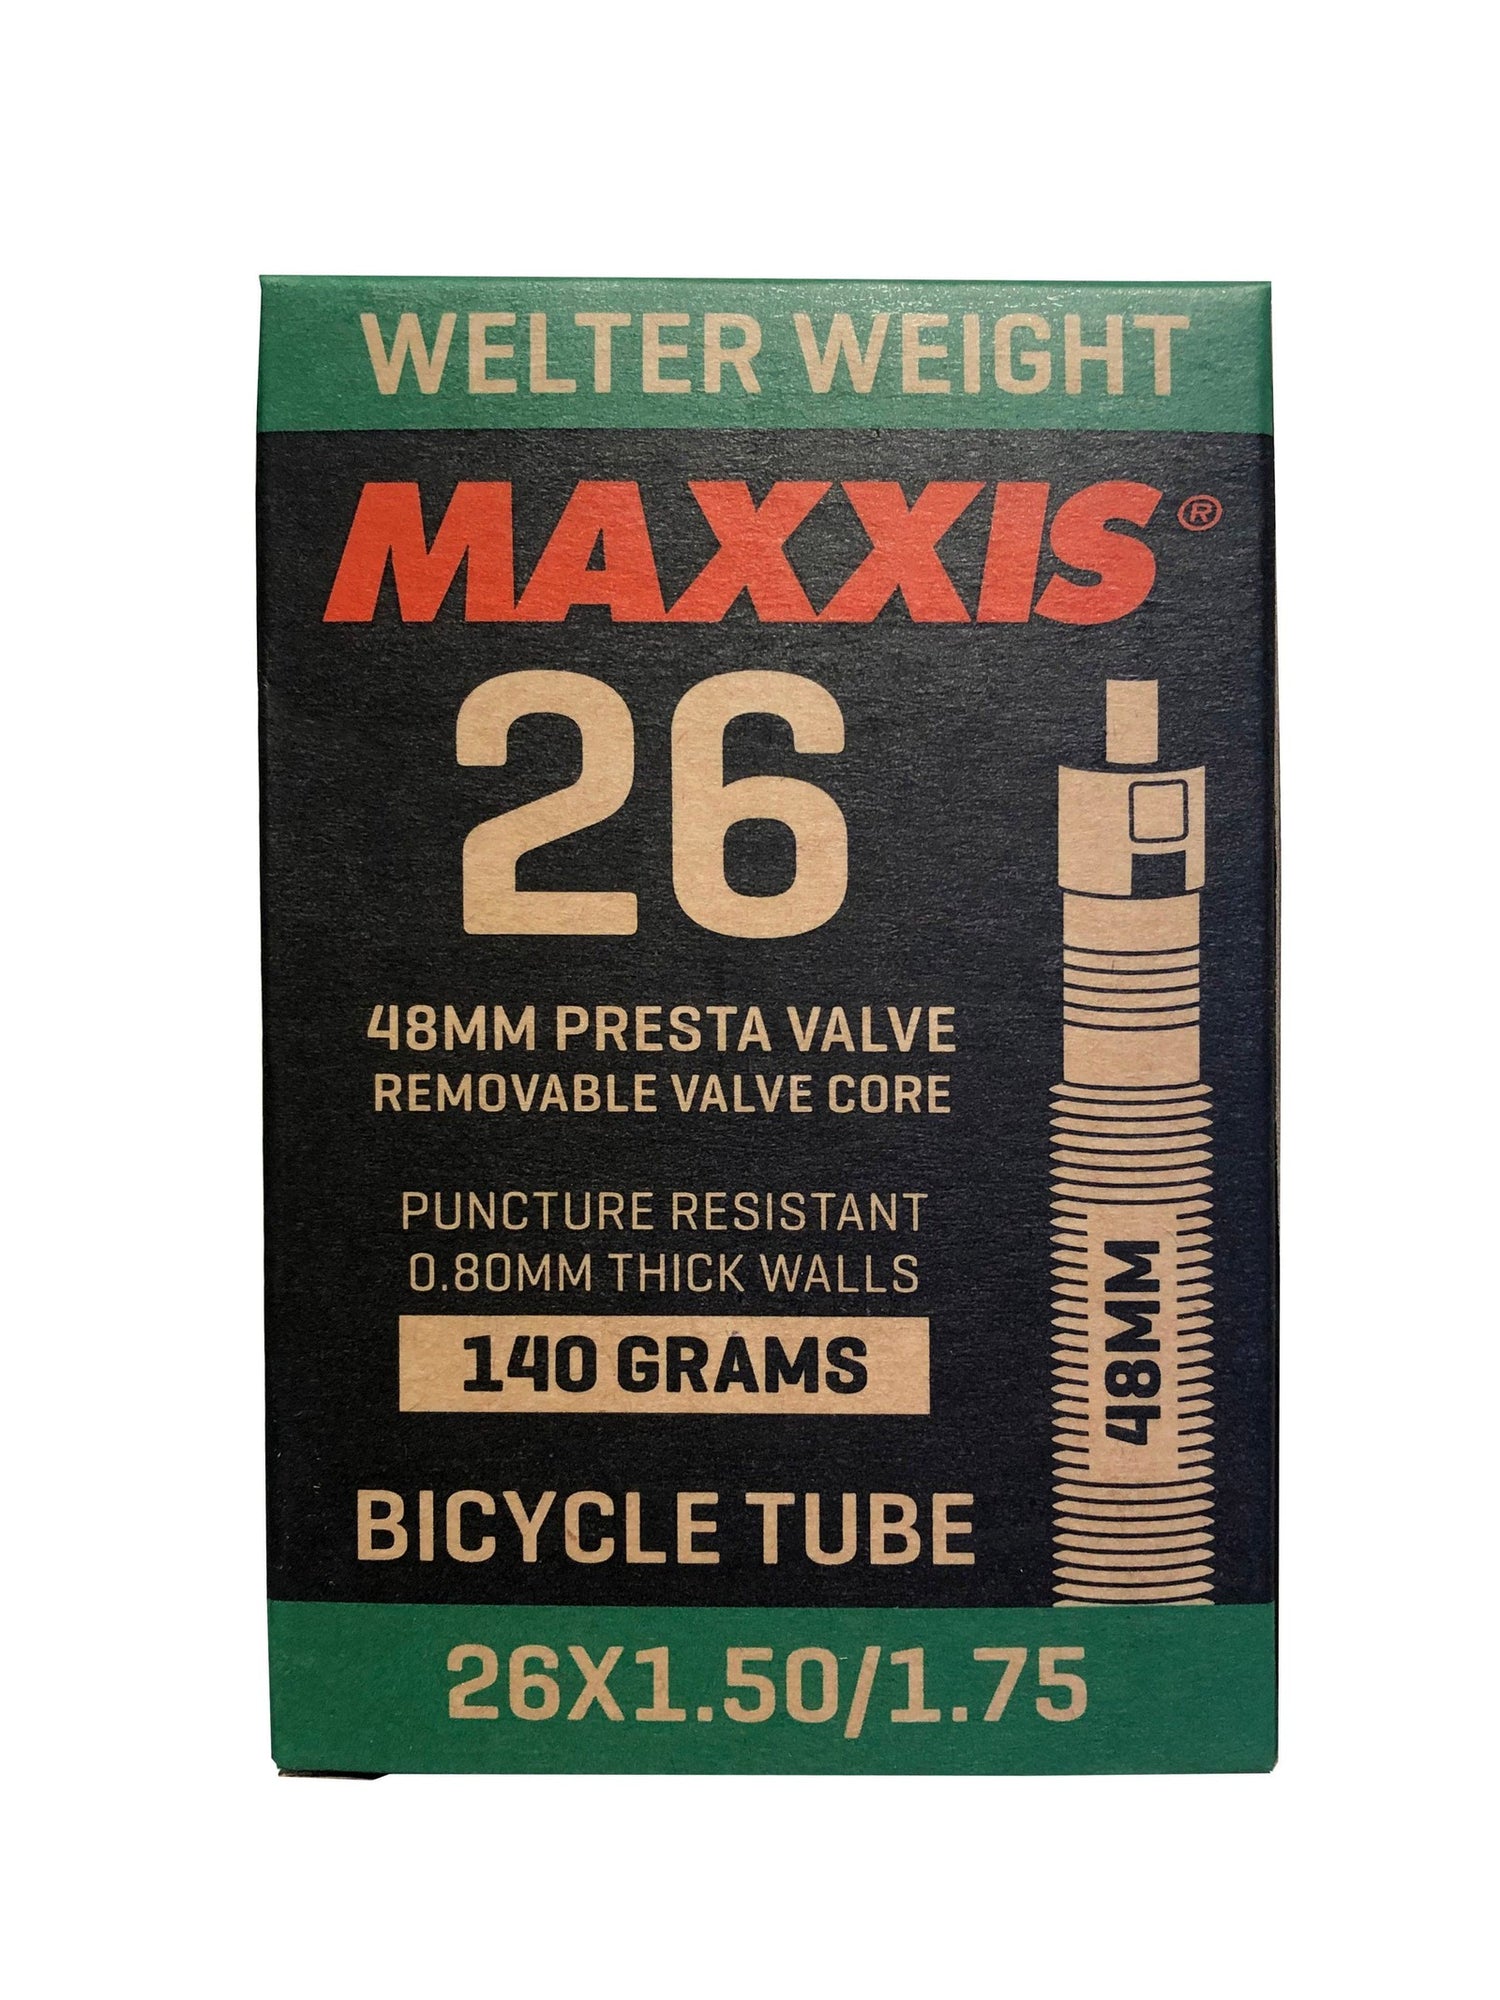 WELTER WEIGHT
MAXXIS®
26
48MM PRESTA VALVE
REMOVABLE VALVE CORE
PUNCTURE RESISTANT
0.80MM THICK WALLS
140 GRAMS
48MM
BICYCLE TUBE
26X1.50/1.75